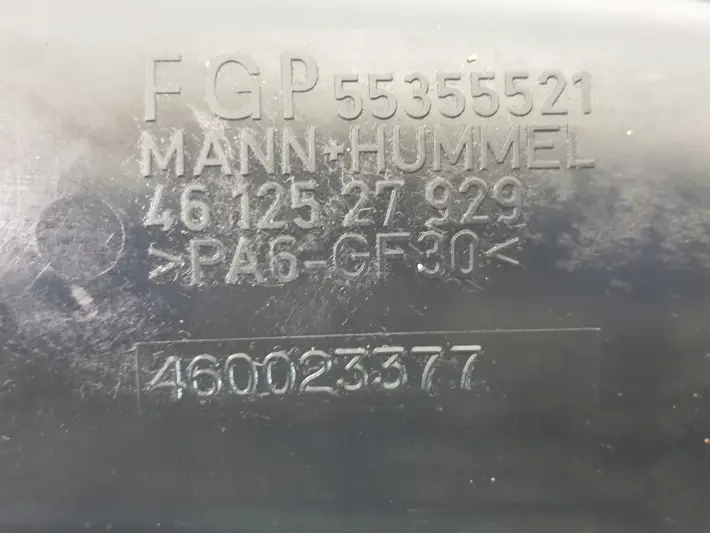 FGP 55355521
MANN+HUMMEL
46 125 27 929
>PA6-GF30<
460023377